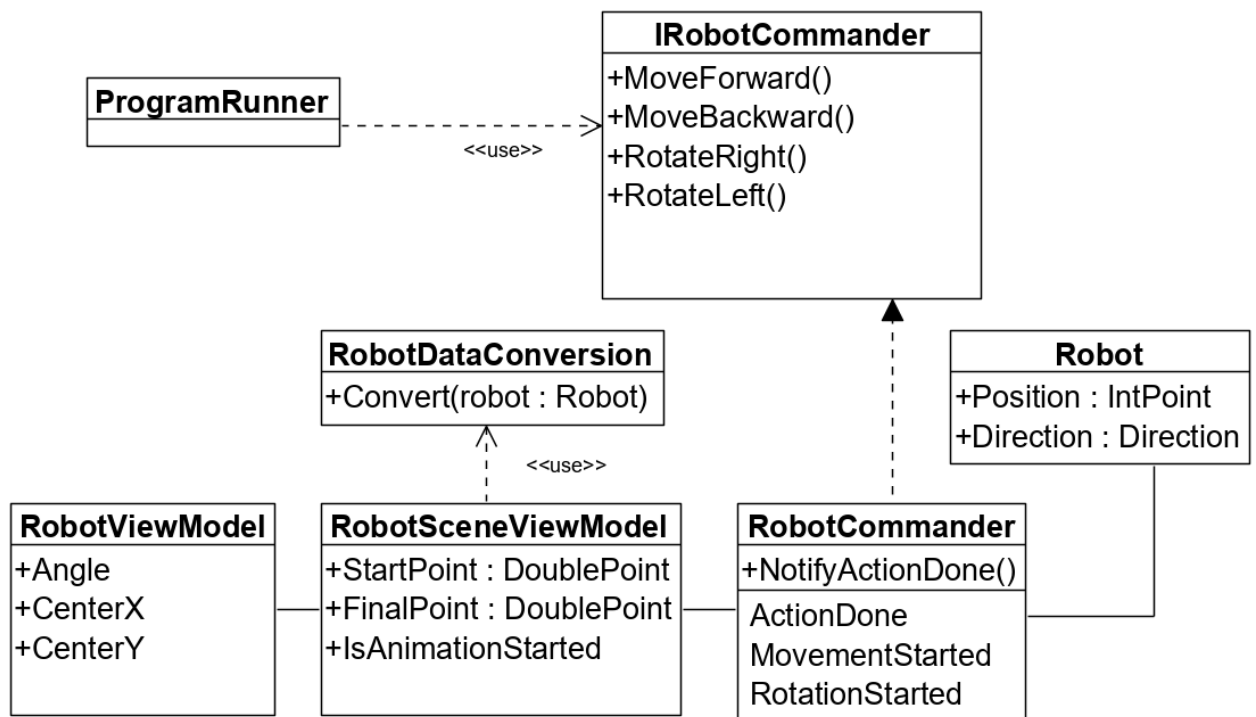 IRobotCommander
+MoveForward()
+MoveBackward()
+RotateRight()
+RotateLeft()
ProgramRunner
<<use>>
RobotDataConversion
+Convert(robot : Robot)
Robot
+Position : IntPoint
+Direction : Direction
<<use>>
RobotViewModel
+Angle
+CenterX
+CenterY
RobotSceneViewModel
+StartPoint : DoublePoint
+FinalPoint : DoublePoint
+IsAnimationStarted
RobotCommander
+NotifyActionDone()
ActionDone
MovementStarted
RotationStarted